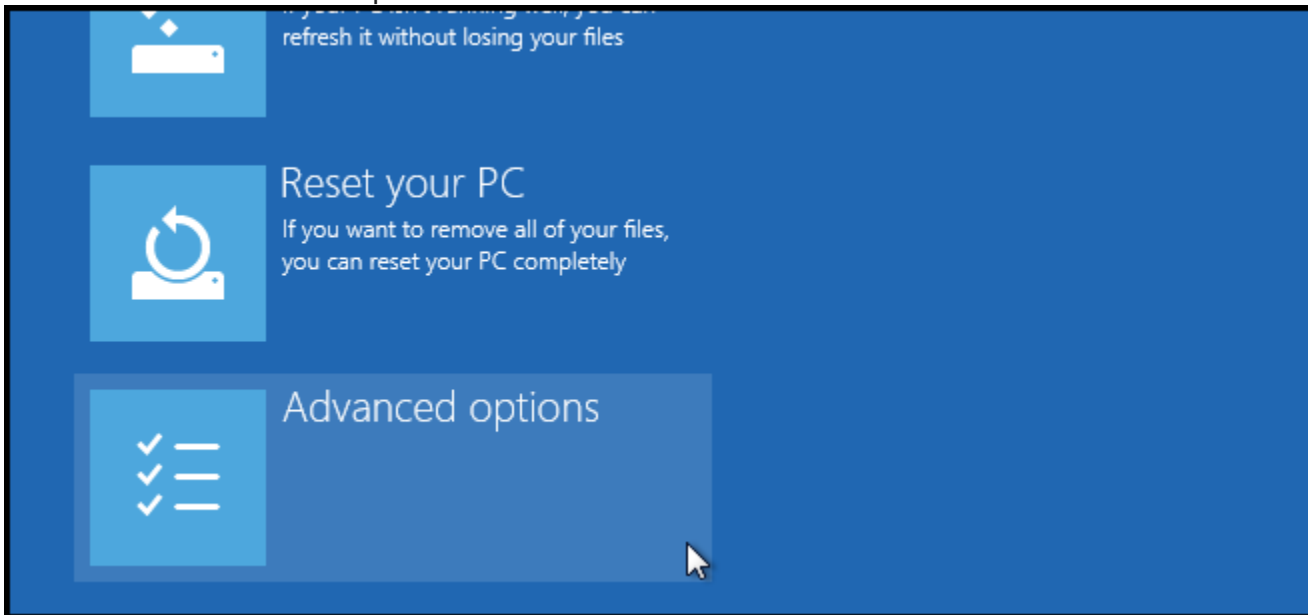 refresh it without losing your files
Reset your PC
If you want to remove all of your files,
you can reset your PC completely
Advanced options